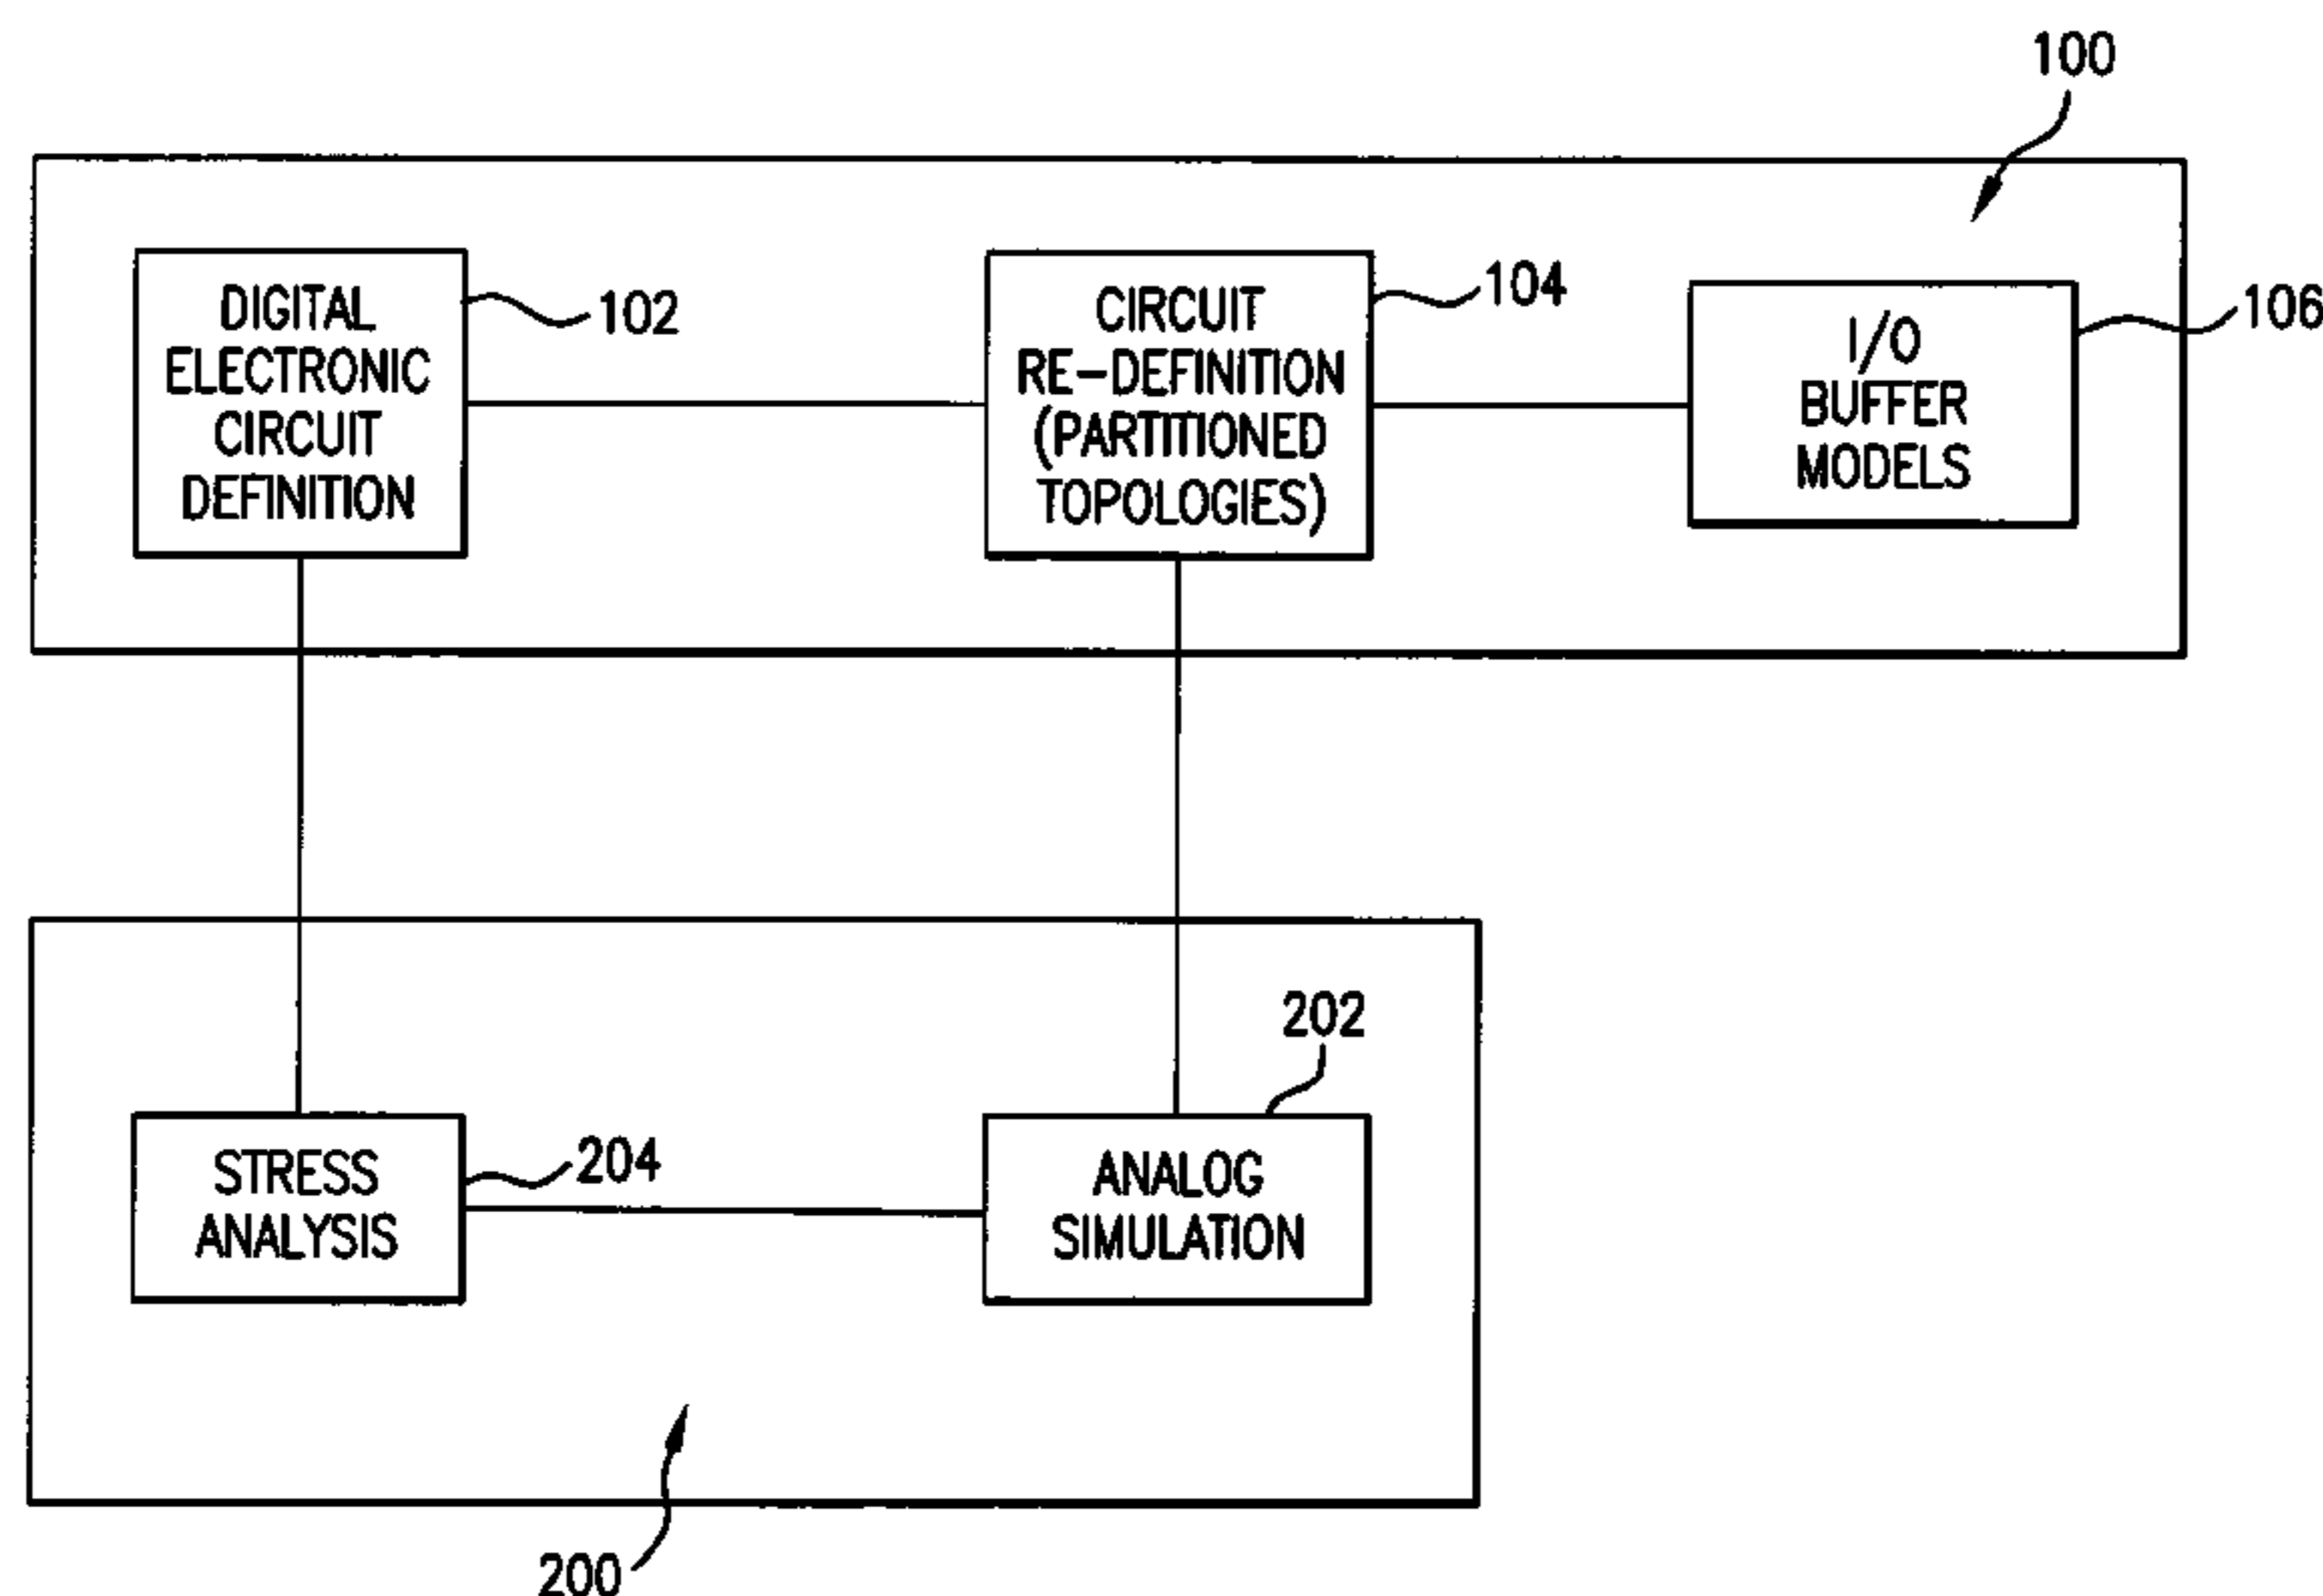 100
DIGITAL
ELECTRONIC
CIRCUIT
DEFINITION
102
CIRCUIT
RE-DEFINITION
(PARTITIONED
TOPOLOGIES)
104
I/O
BUFFER
MODELS
106
STRESS
ANALYSIS
204
202
ANALOG
SIMULATION
200